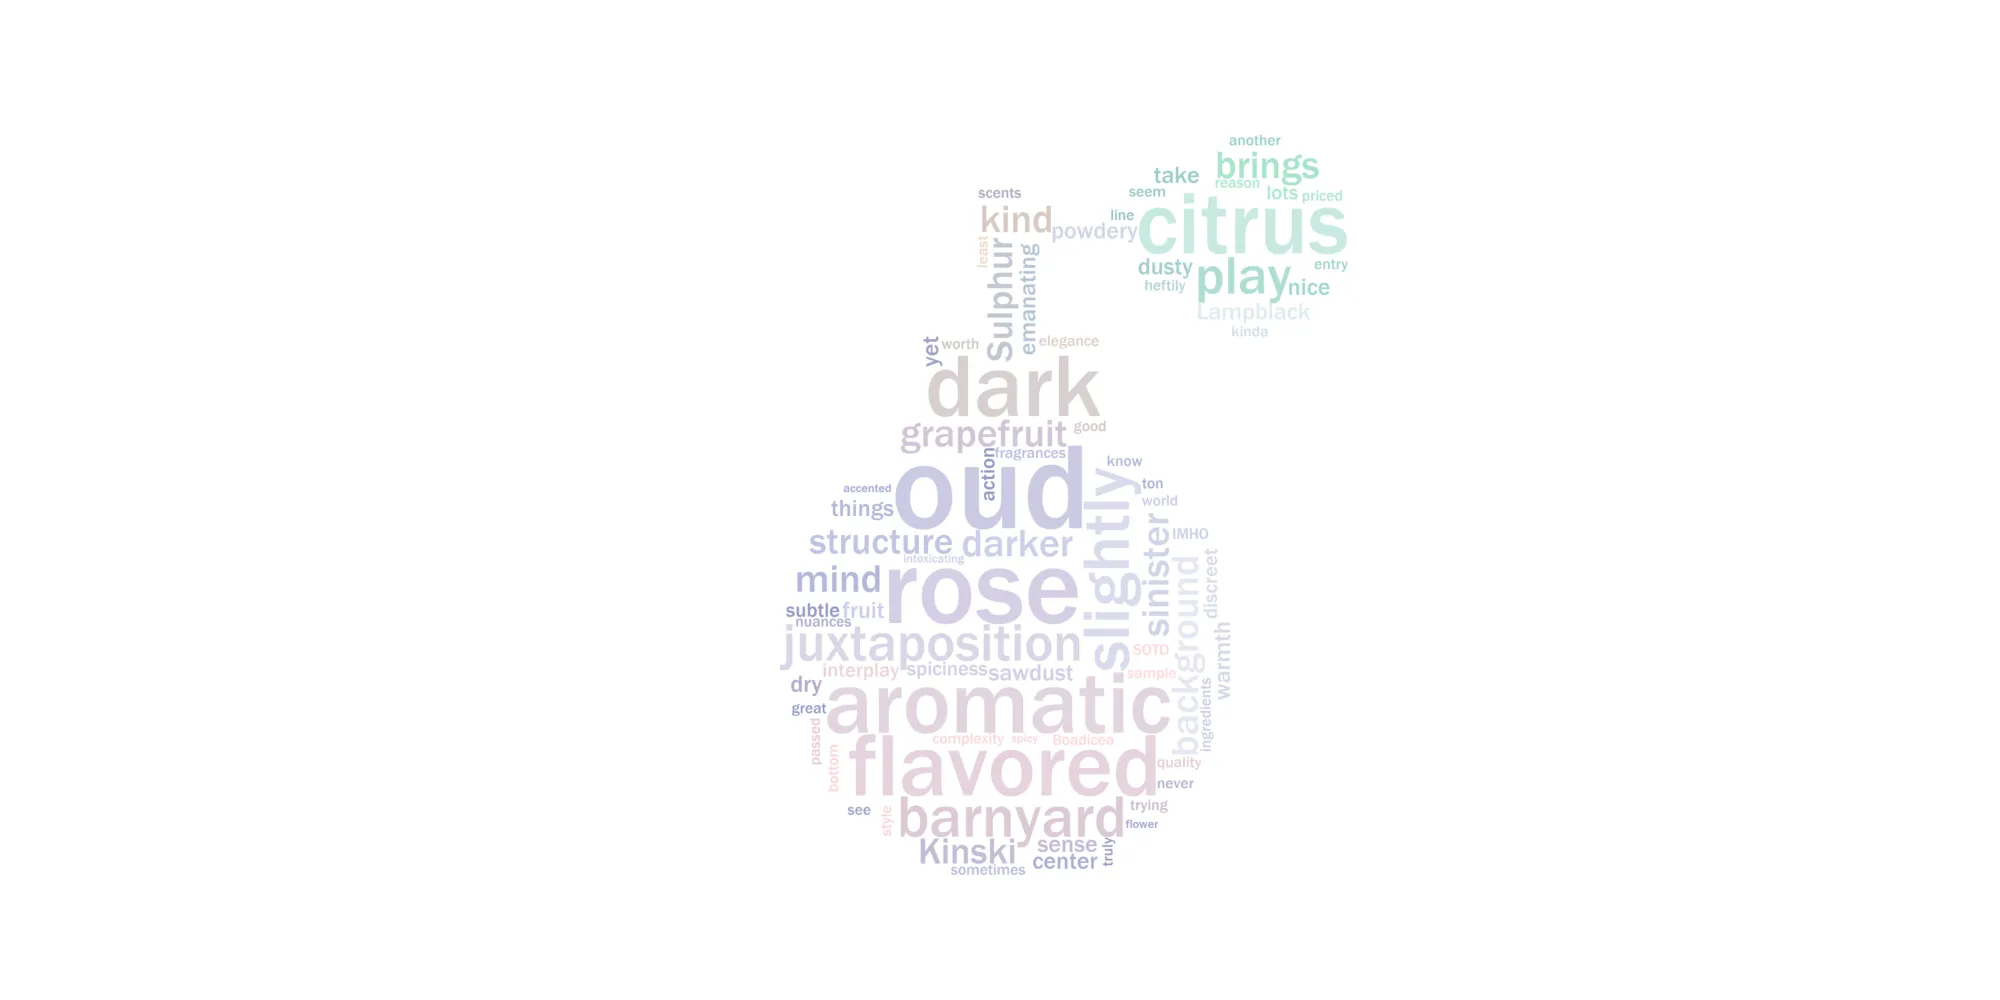 another
brings
take
reason
seem
lots
priced
scents
citrus
line
kind
powdery
least
Sulphur
emanating
dusty
play
entry
heftily
nice
Lampblack
kinda
yet
worth
elegance
dark
grapefruit
good
fragrances
action
know
oud
slightly
accented
ton
things
world
sinister
IMHO
structure
darker
intoxicating
background
discreet
mind
rose
subtle
fruit
nuances
juxtaposition
warmth
SOTD
interplay
spiciness
sawdust
sample
dry
aromatic
ingredients
great
passed
complexity
spicy
Boadicea
bottom
flavored
quality
never
see
style
barnyard
trying
flower
Kinski
sense
truly
center
sometimes